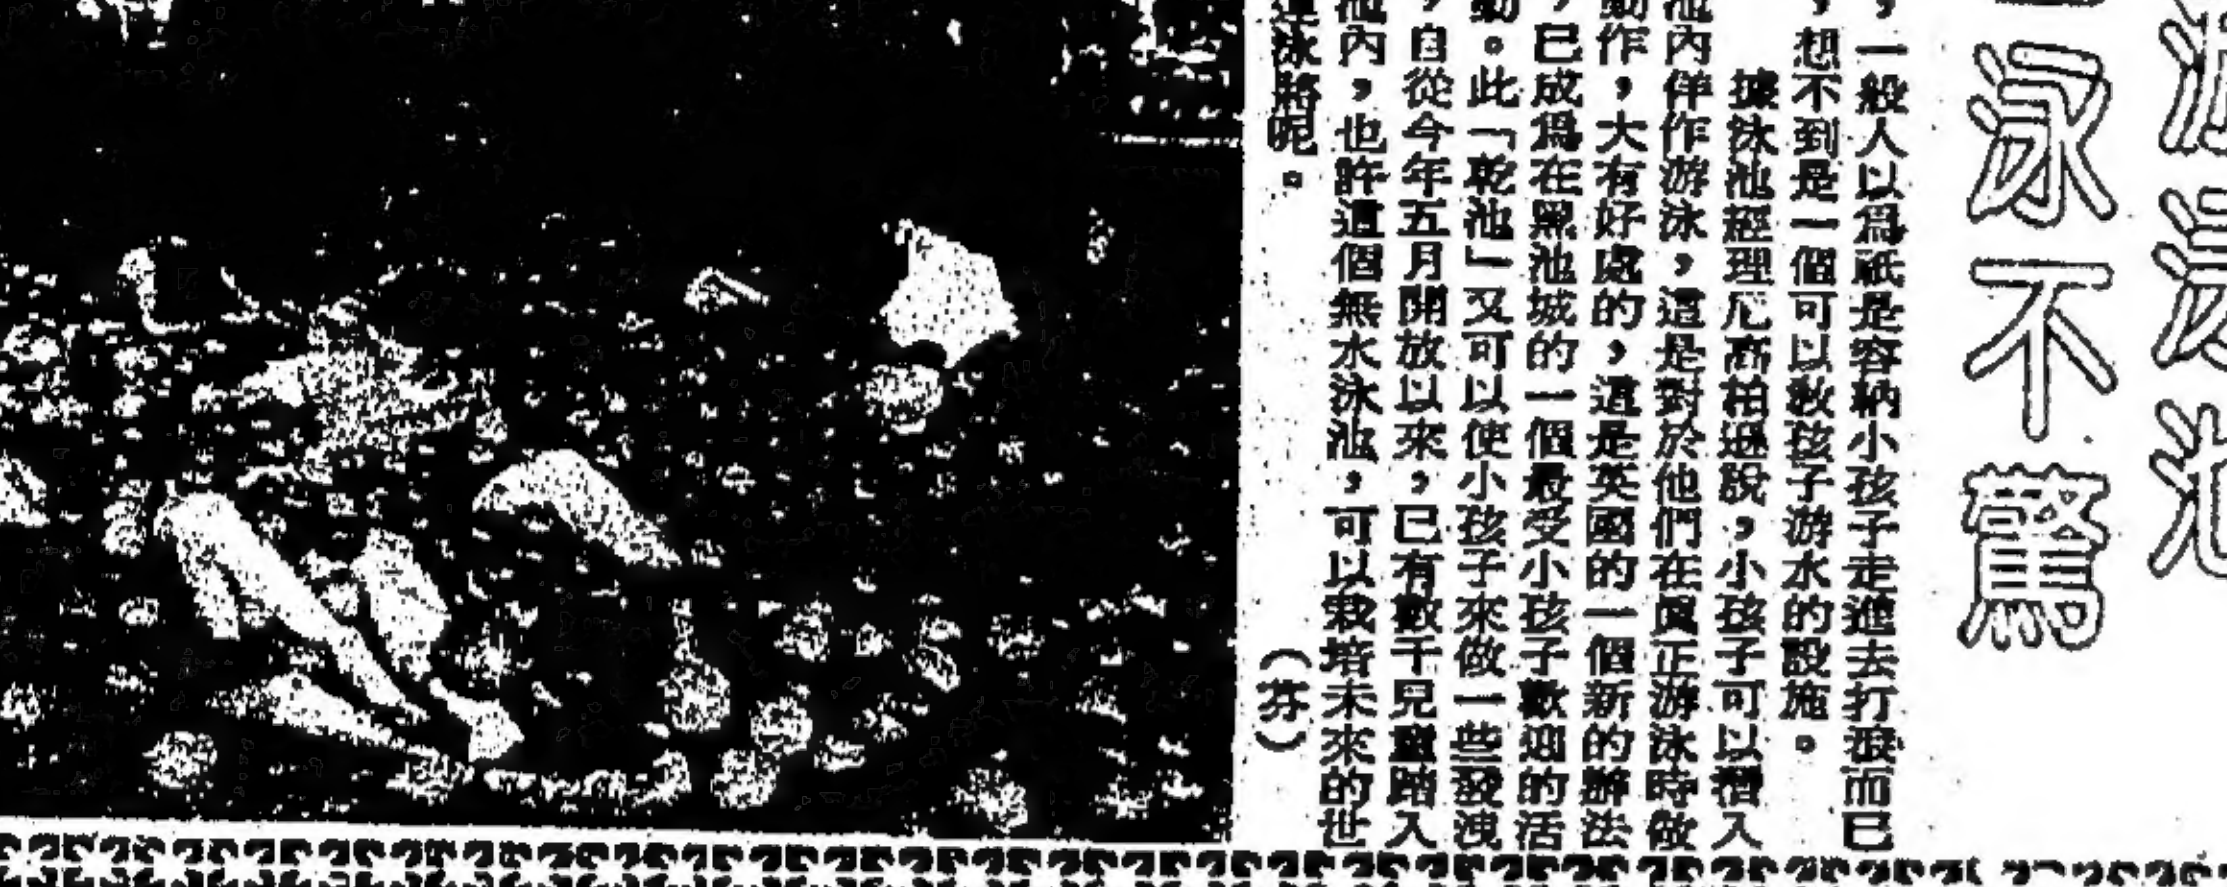 游泳池
泳不驚
，一般人以爲祇是容納小孩子走進去打滾而已
，想不到是一個可以敎孩子游水的設施。
據泳池經理尼高柏遜說，小孩子可以潛入
池內佯作游泳，這是對於他們在眞正游泳時做
動作，大有好處的，這是英國的一個新的辦法
，已成爲在黑池城的一個最受小孩子歡迎的活
動。此「乾池」又可以使小孩子來做一些發洩
，自從今年五月開放以來，已有數千兒童踏入
池內，也許這個無水泳池，可以栽培未來的世
運泳將呢。
（芬）